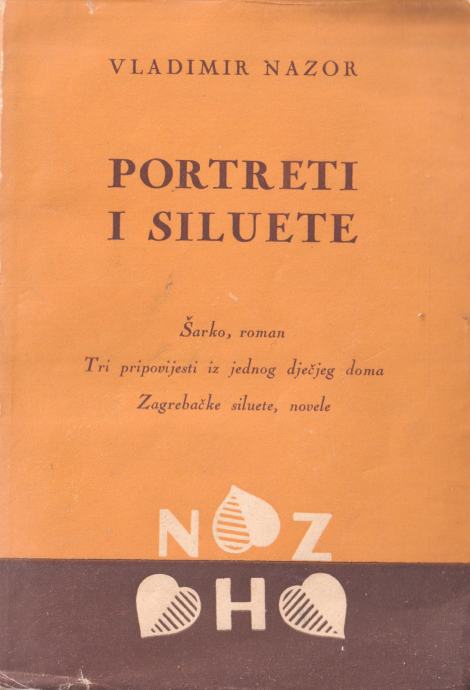 VLADIMIR NAZOR
PORTRETI
I SILUETE
Šarko, roman
Tri pripovijesti iz jednog dječjeg doma
Zagrebačke siluete, novele
N Z
H